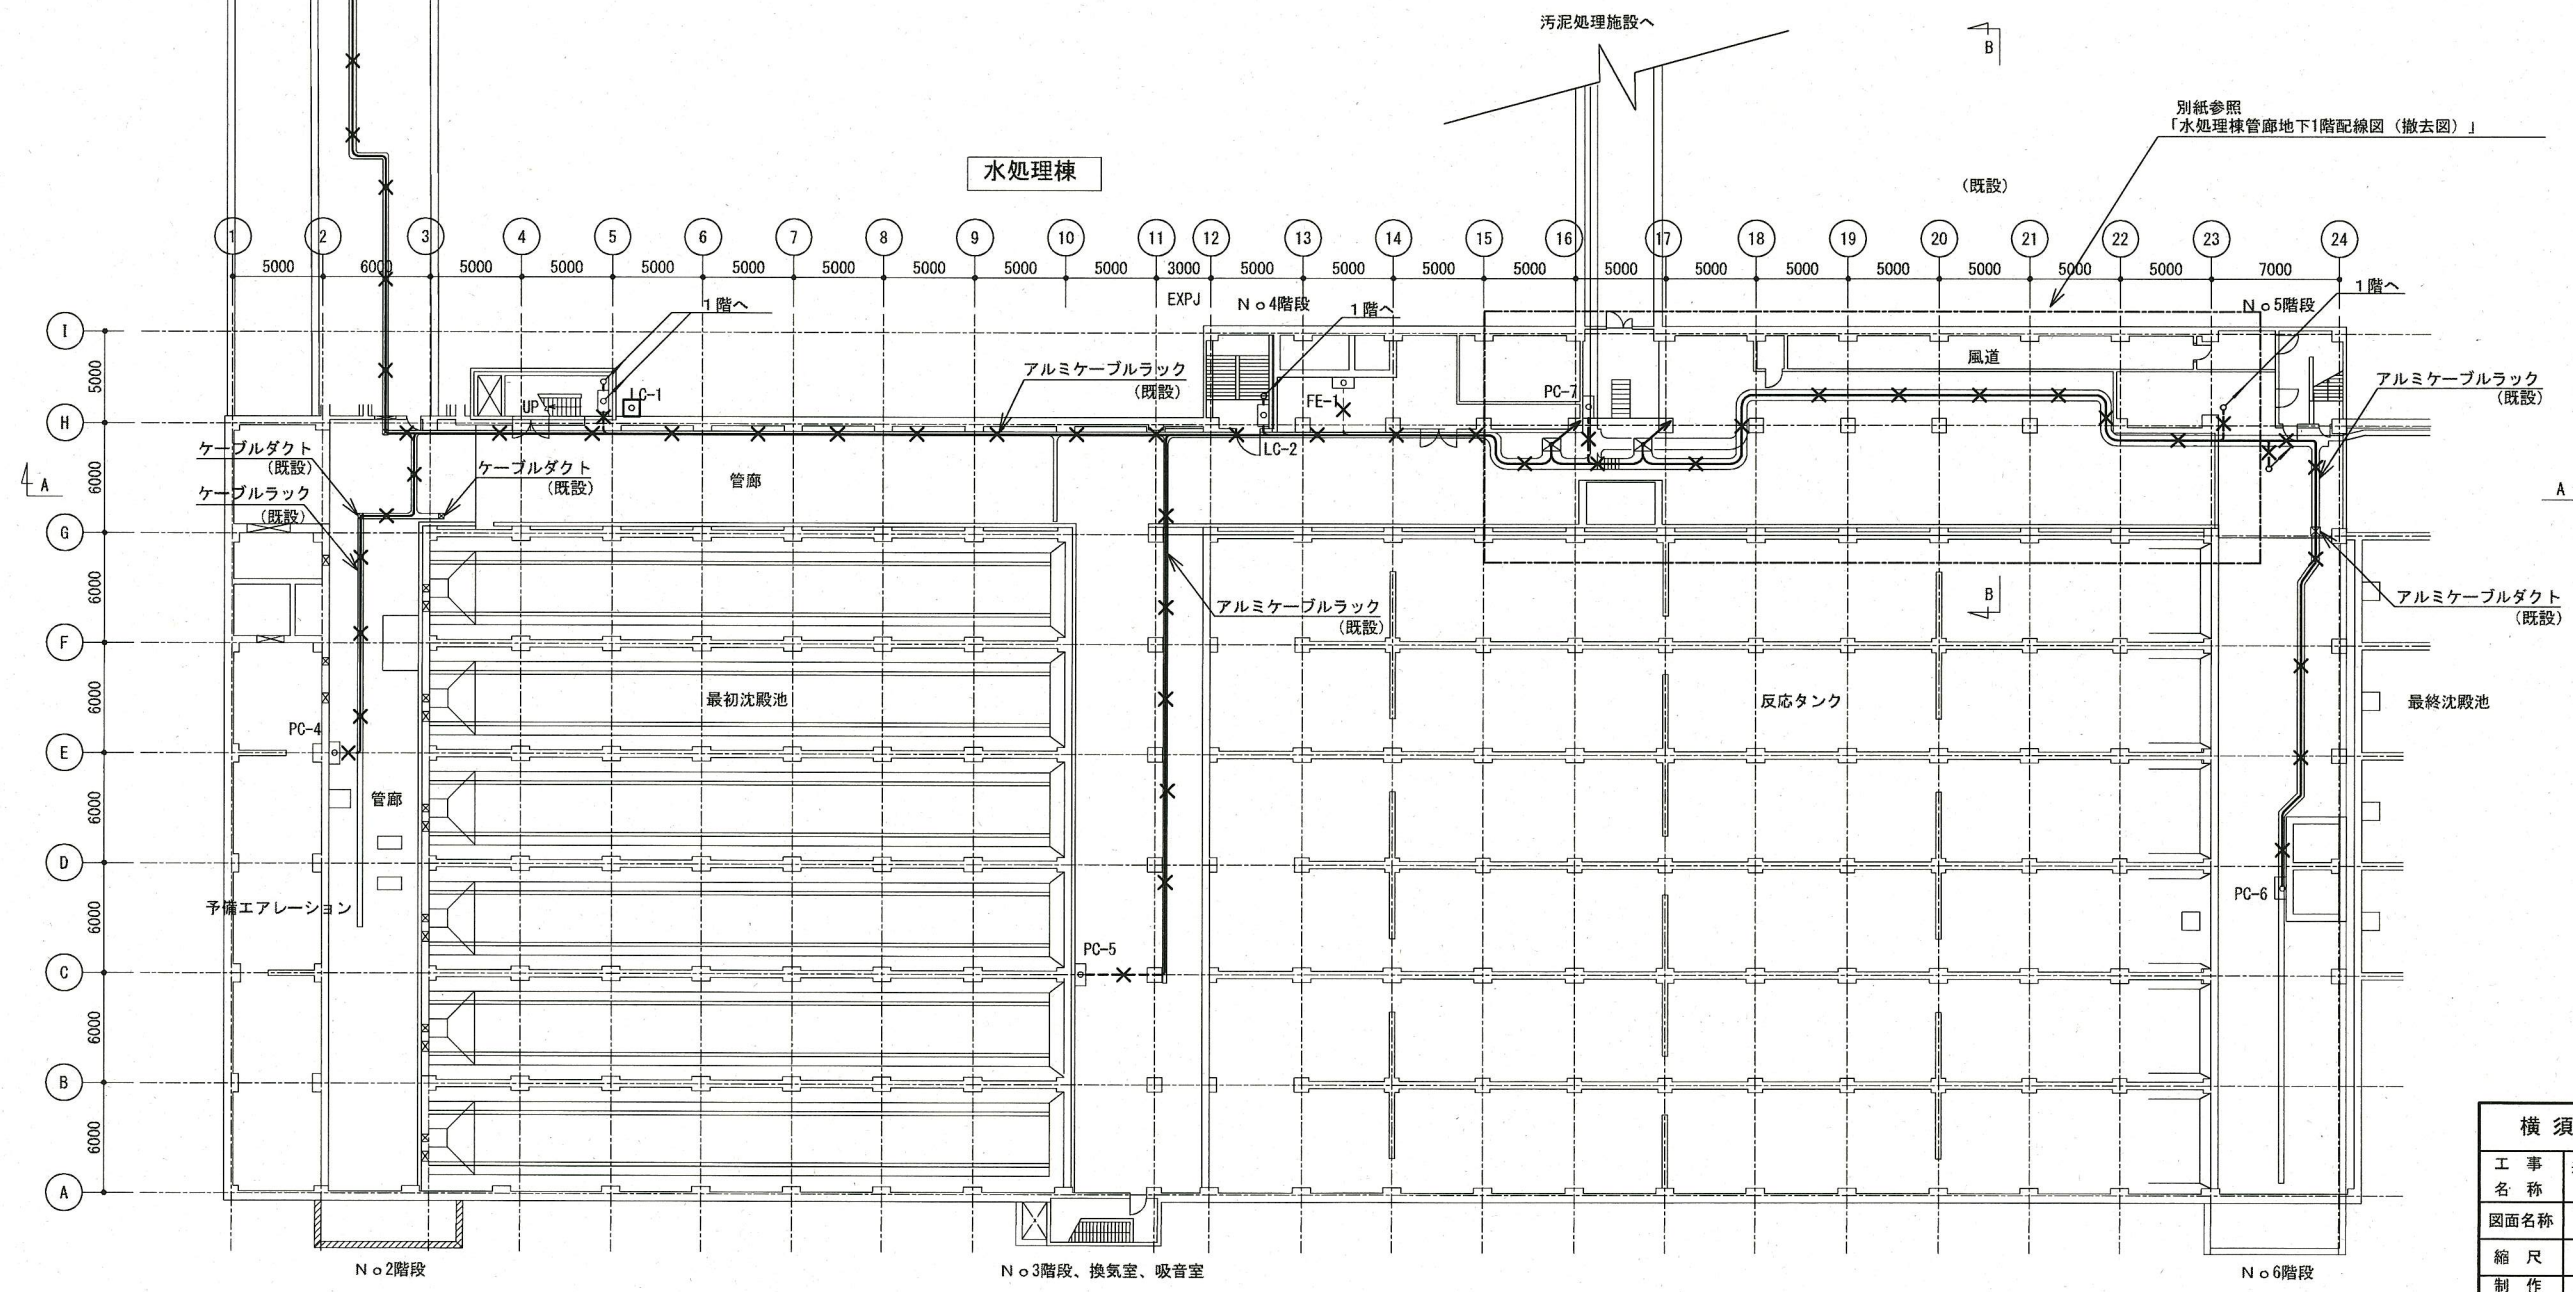 汚泥処理施設へ
B
別紙参照
「水処理棟管廊地下1階配線図（撤去図）」
水処理棟
（既設）
1 2 3 4 5 6 7 8 9 10 11 12 13 14 15 16 17 18 19 20 21 22 23 24
5000 6000 5000 5000 5000 5000 5000 5000 5000 5000 3000 5000 5000 5000 5000 5000 5000 5000 5000 5000 5000 5000 7000
EXPJ
No4階段
1階へ
1階へ
No5階段
1階へ
I
5000
風道
アルミケーブルラック
（既設）
アルミケーブルラック
（既設）
UP
LC-1
FE-1
PC-7
H
LC-2
ケーブルダクト
（既設）
ケーブルダクト
（既設）
ケーブルラック
（既設）
管廊
A
6000
A
G
6000
アルミケーブルラック
（既設）
B
アルミケーブルダクト
（既設）
F
6000
最初沈殿池
反応タンク
最終沈殿池
PC-4
E
管廊
6000
D
PC-6
予備エアレーション
6000
PC-5
C
6000
B
6000
A
No2階段
No3階段、換気室、吸音室
No6階段
横須
工事
名称
図面名称
縮尺
制作